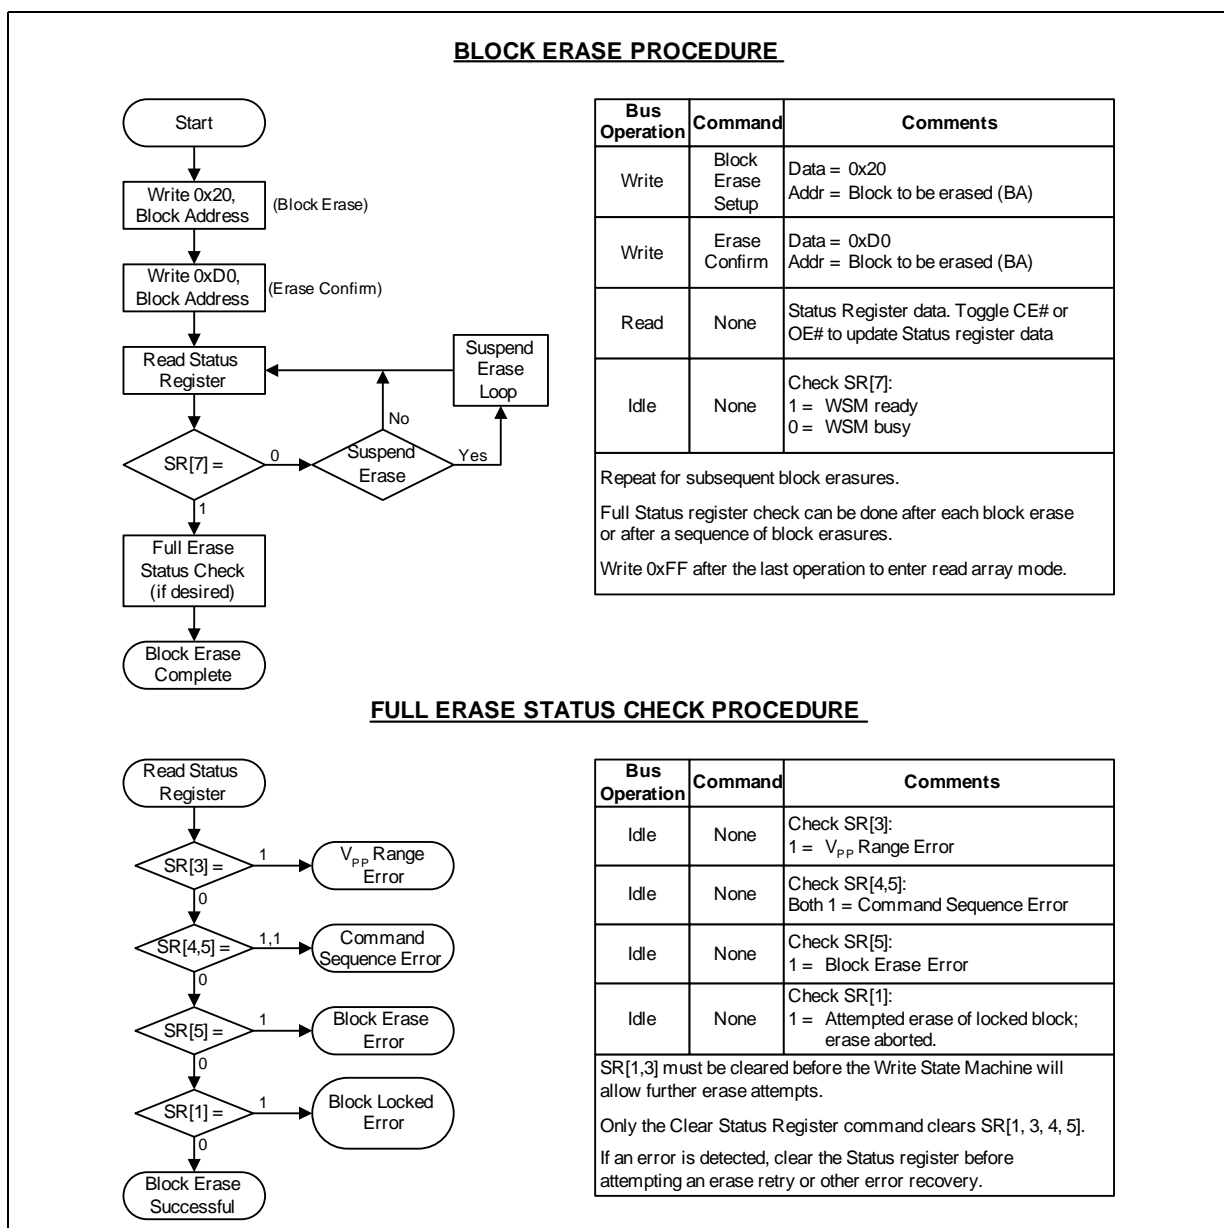 BLOCK ERASE PROCEDURE
Start
Write 0x20,
Block Address
(Block Erase)
Write 0xD0,
Block Address
(Erase Confirm)
Read Status
Register
Suspend
Erase
Loop
No
SR[7] =
0
Suspend
Erase
Yes
1
Full Erase
Status Check
(if desired)
Block Erase
Complete
Bus
Operation
Command
Comments
Write
Block
Erase
Setup
Data = 0x20
Addr = Block to be erased (BA)
Write
Erase
Confirm
Data = 0xD0
Addr = Block to be erased (BA)
Read
None
Status Register data. Toggle CE# or
OE# to update Status register data
Idle
None
Check SR[7]:
1 = WSM ready
0 = WSM busy
Repeat for subsequent block erasures.
Full Status register check can be done after each block erase
or after a sequence of block erasures.
Write 0xFF after the last operation to enter read array mode.
FULL ERASE STATUS CHECK PROCEDURE
Read Status
Register
SR[3] =
1
VPP Range
Error
0
SR[4,5] =
1,1
Command
Sequence Error
0
SR[5] =
1
Block Erase
Error
0
SR[1] =
1
Block Locked
Error
0
Block Erase
Successful
Bus
Operation
Command
Comments
Idle
None
Check SR[3]:
1 = VPP Range Error
Idle
None
Check SR[4,5]:
Both 1 = Command Sequence Error
Idle
None
Check SR[5]:
1 = Block Erase Error
Idle
None
Check SR[1]:
1 = Attempted erase of locked block;
erase aborted.
SR[1,3] must be cleared before the Write State Machine will
allow further erase attempts.
Only the Clear Status Register command clears SR[1, 3, 4, 5].
If an error is detected, clear the Status register before
attempting an erase retry or other error recovery.